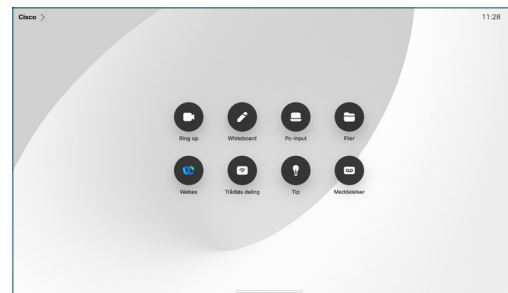 Cisco
11:28
Ring op
Whiteboard
Pc-input
Filer
Webex
Trådløs deling
Tip
Meddelelser